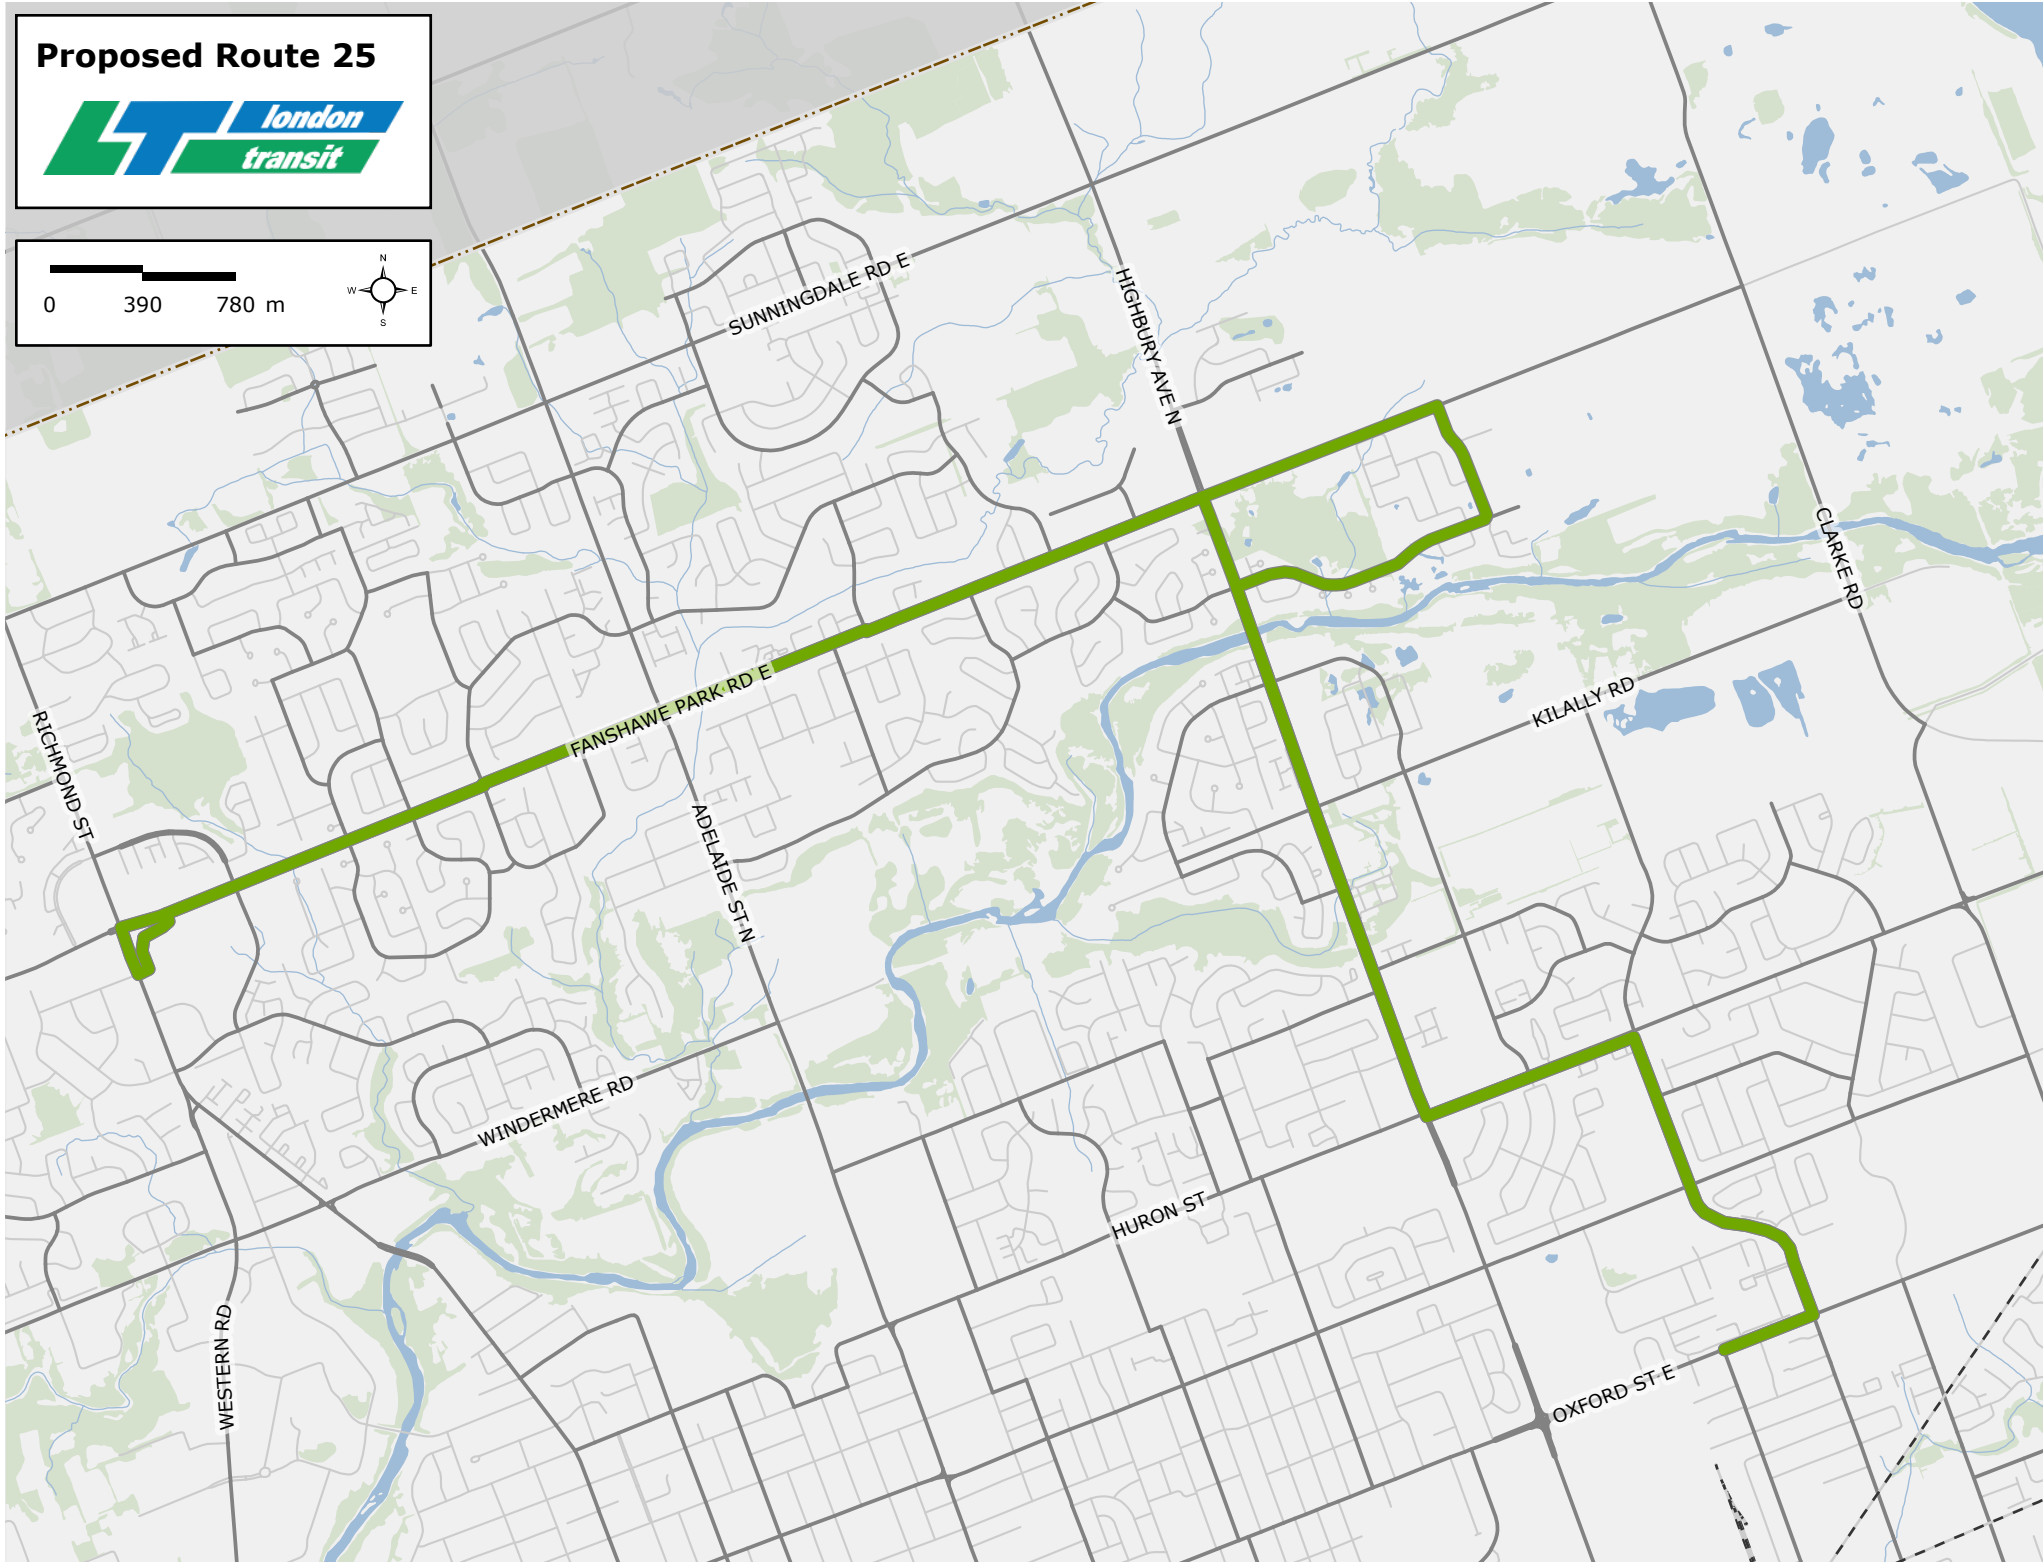 Proposed Route 25
london
transit
0 390 780 m
N
W E
S
SUNNINGDALE RD E
HIGHBURY AVE N
CLARKE RD
KILALLY RD
FANSHAWE PARK RD E
RICHMOND ST
ADELAIDE ST N
WINDERMERE RD
HURON ST
WESTERN RD
OXFORD ST E